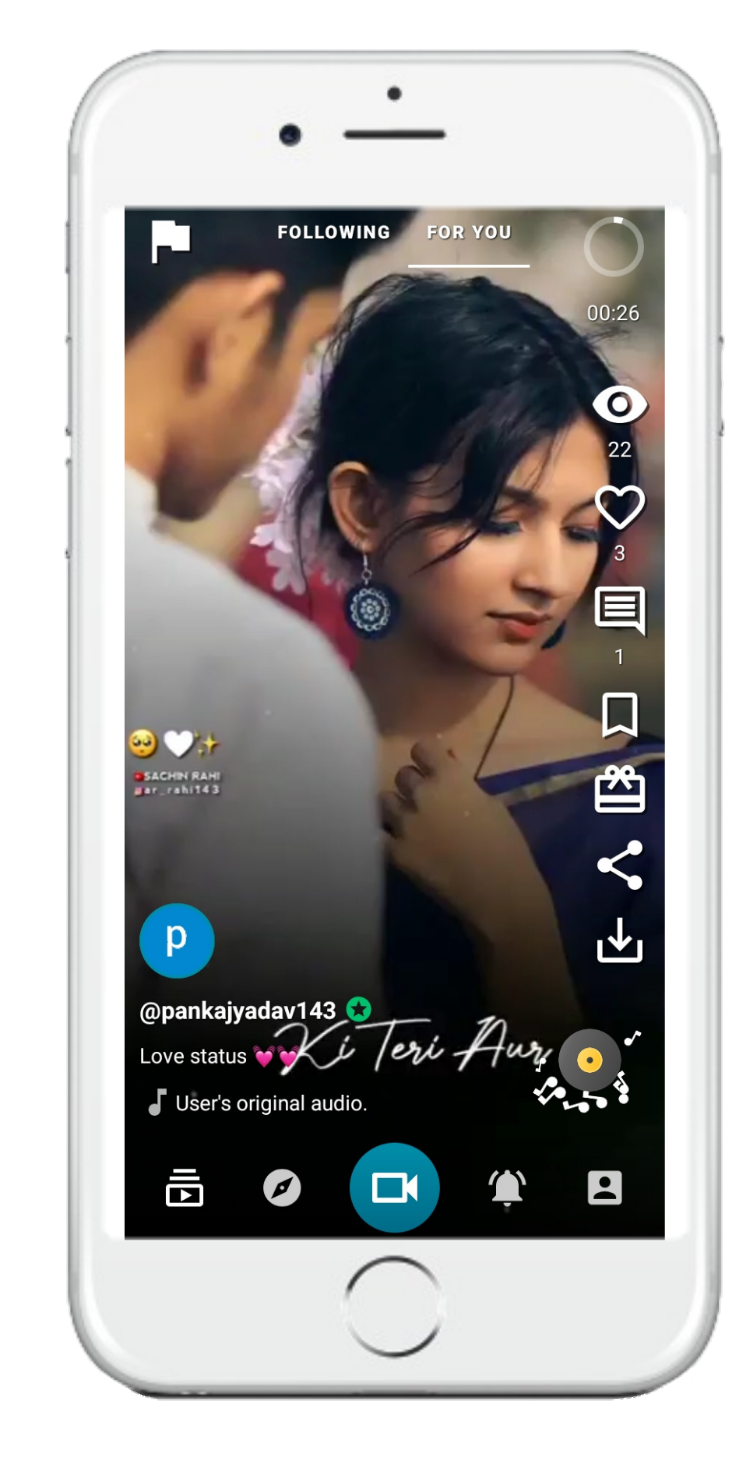 FOLLOWING FOR YOU
00:26
22
3
1
🥺🤍✨
SACHIN RAHI
ar_rahi143
p
@pankajyadav143
Love status 💓💕
Ki Teri Aur
User's original audio.